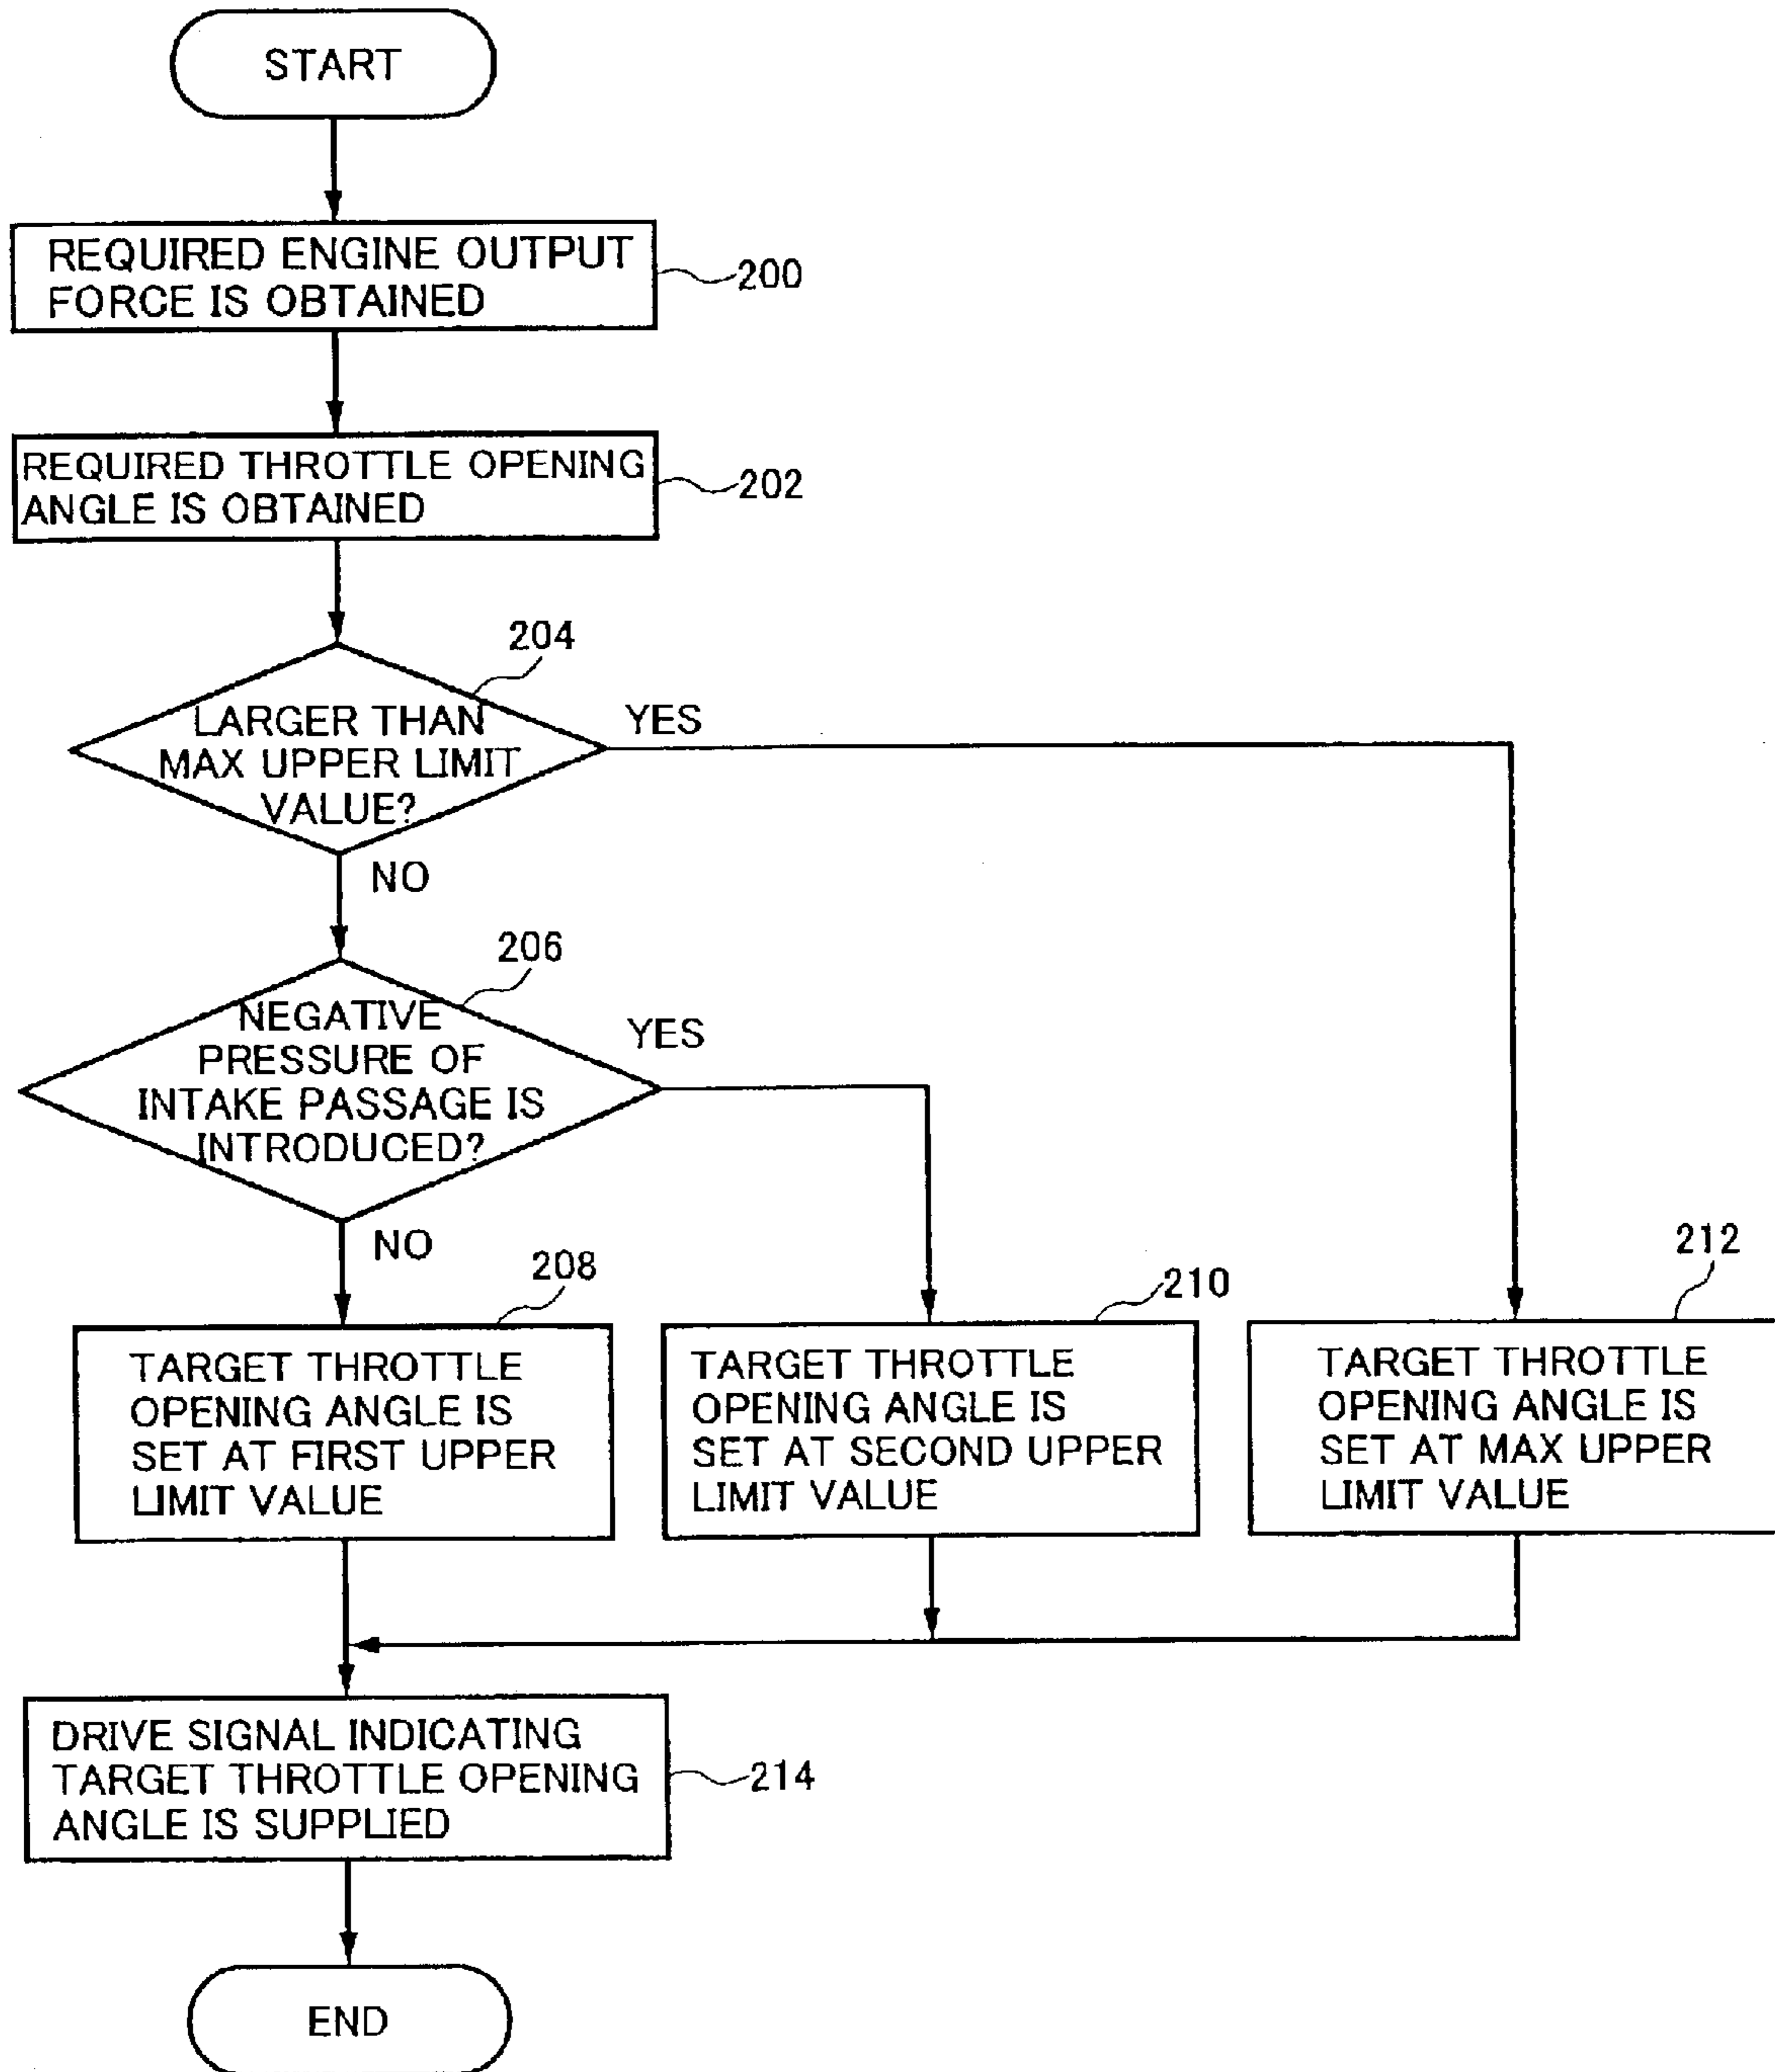 START
REQUIRED ENGINE OUTPUT
FORCE IS OBTAINED
200
REQUIRED THROTTLE OPENING
ANGLE IS OBTAINED
202
204
LARGER THAN
MAX UPPER LIMIT
VALUE?
YES
NO
206
NEGATIVE
PRESSURE OF
INTAKE PASSAGE IS
INTRODUCED?
YES
NO
208
TARGET THROTTLE
OPENING ANGLE IS
SET AT FIRST UPPER
LIMIT VALUE
210
TARGET THROTTLE
OPENING ANGLE IS
SET AT SECOND UPPER
LIMIT VALUE
212
TARGET THROTTLE
OPENING ANGLE IS
SET AT MAX UPPER
LIMIT VALUE
DRIVE SIGNAL INDICATING
TARGET THROTTLE OPENING
ANGLE IS SUPPLIED
214
END